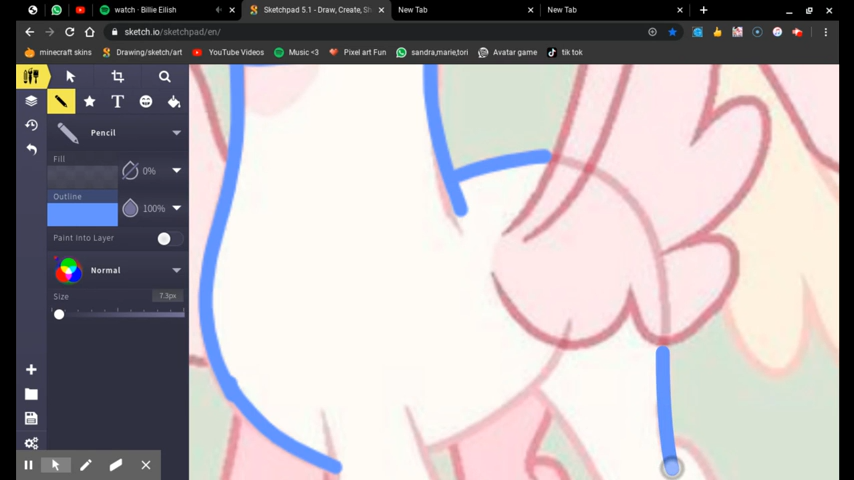 watch · Billie Eilish
Sketchpad 5.1 - Draw, Create, Sh
New Tab
New Tab
sketch.io/sketchpad/en/
minecraft skins
Drawing/sketch/art
YouTube Videos
Music <3
Pixel art Fun
sandra,marie,tori
Avatar game
tik tok
Pencil
Fill
0%
Outline
100%
Paint into Layer
Normal
Size
7.3px